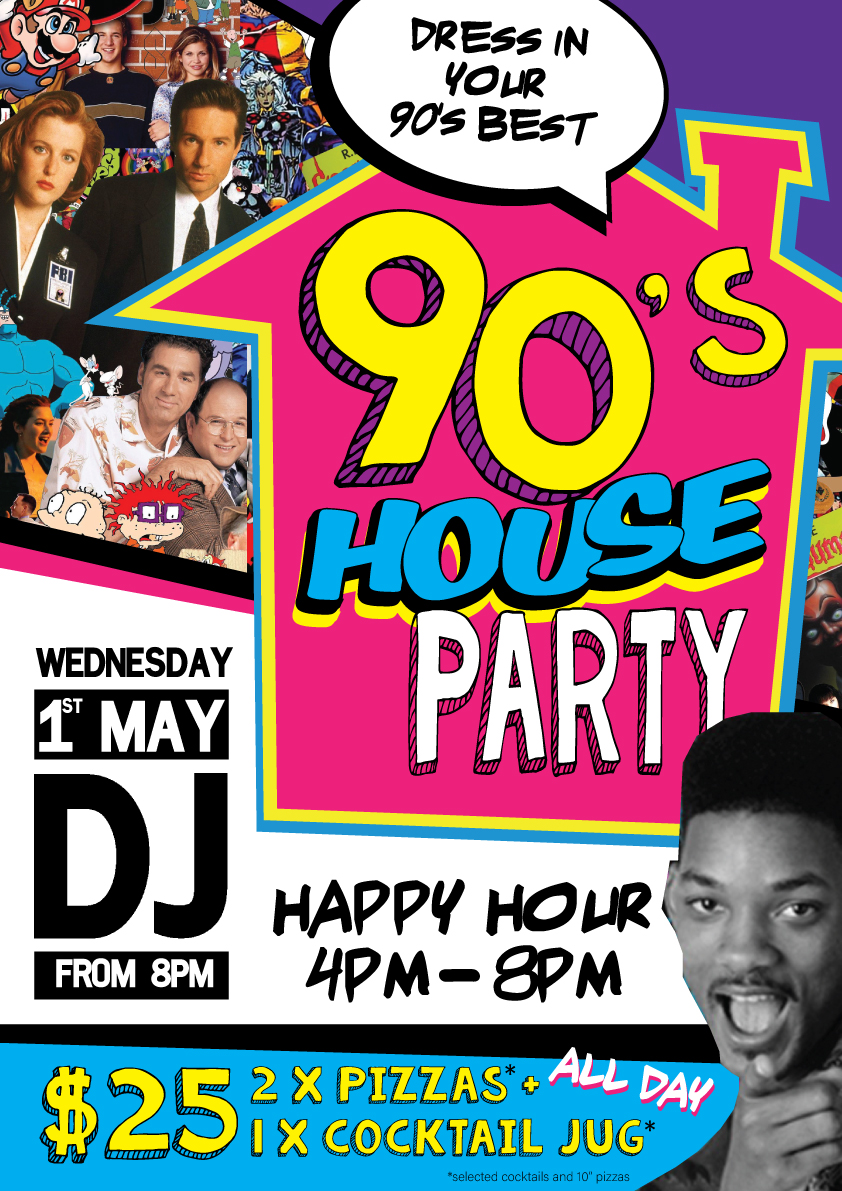 DRESS IN
YOUR
90'S BEST
FBI
90'S
HOUSE
PARTY
WEDNESDAY
1ST MAY
DJ
FROM 8PM
HAPPY HOUR
4PM – 8PM
$25
2 X PIZZAS* +
ALL DAY
1 X COCKTAIL JUG*
*selected cocktails and 10" pizzas